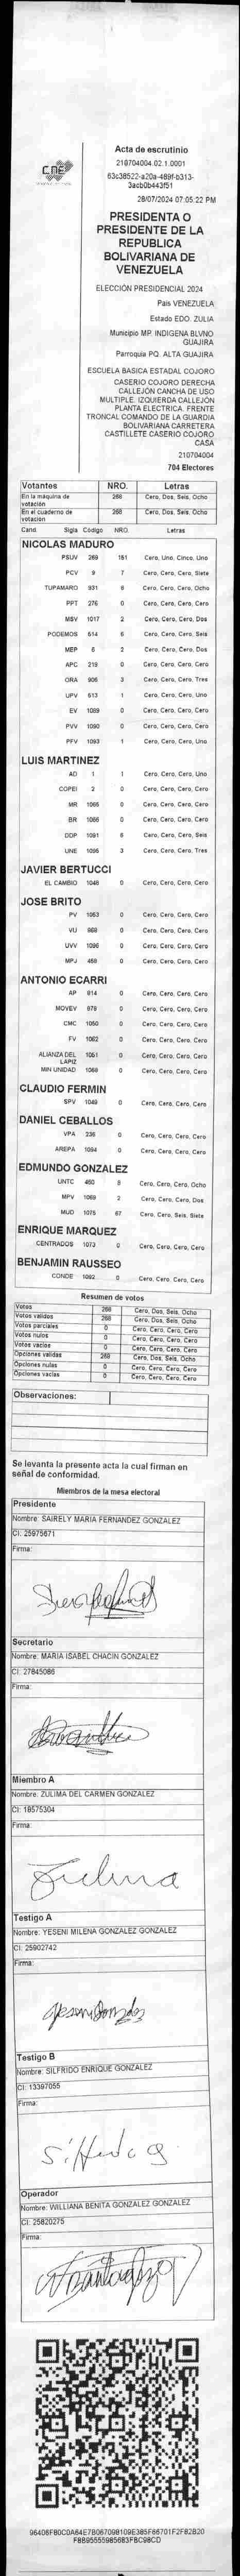 CNE
Acta de escrutinio
210704004.02.1.0001
63c38522-a20a-489f-b313-
3acb0b443f51
28/07/2024 07:05:22 PM
PRESIDENTA O
PRESIDENTE DE LA
REPUBLICA
BOLIVARIANA DE
VENEZUELA
ELECCIÓN PRESIDENCIAL 2024
País VENEZUELA
Estado EDO. ZULIA
Municipio MP. INDIGENA BLVNO
GUAJIRA
Parroquia PQ. ALTA GUAJIRA
ESCUELA BASICA ESTADAL COJORO
CASERIO COJORO DERECHA
CALLEJÓN CANCHA DE USO
MULTIPLE. IZQUIERDA CALLEJÓN
PLANTA ELECTRICA. FRENTE
TRONCAL COMANDO DE LA GUARDIA
BOLIVARIANA CARRETERA
CASTILLETE CASERIO COJORO
CASA
210704004
704 Electores
Votantes NRO. Letras
En la máquina de votación 268 Cero, Dos, Seis, Ocho
En el cuaderno de votación 268 Cero, Dos, Seis, Ocho
Cand. Sigla Código NRO. Letras
NICOLAS MADURO
PSUV 269 151 Cero, Uno, Cinco, Uno
PCV 9 7 Cero, Cero, Cero, Siete
TUPAMARO 931 8 Cero, Cero, Cero, Ocho
PPT 276 0 Cero, Cero, Cero, Cero
MSV 1017 2 Cero, Cero, Cero, Dos
PODEMOS 514 6 Cero, Cero, Cero, Seis
MEP 6 2 Cero, Cero, Cero, Dos
APC 219 0 Cero, Cero, Cero, Cero
ORA 906 3 Cero, Cero, Cero, Tres
UPV 613 1 Cero, Cero, Cero, Uno
EV 1089 0 Cero, Cero, Cero, Cero
PVV 1090 0 Cero, Cero, Cero, Cero
PFV 1093 1 Cero, Cero, Cero, Uno
LUIS MARTINEZ
AD 1 1 Cero, Cero, Cero, Uno
COPEI 2 0 Cero, Cero, Cero, Cero
MR 1065 0 Cero, Cero, Cero, Cero
BR 1066 0 Cero, Cero, Cero, Cero
DDP 1091 6 Cero, Cero, Cero, Seis
UNE 1095 3 Cero, Cero, Cero, Tres
JAVIER BERTUCCI
EL CAMBIO 1048 0 Cero, Cero, Cero, Cero
JOSE BRITO
PV 1053 0 Cero, Cero, Cero, Cero
VU 868 0 Cero, Cero, Cero, Cero
UVV 1096 0 Cero, Cero, Cero, Cero
MPJ 458 0 Cero, Cero, Cero, Cero
ANTONIO ECARRI
AP 914 0 Cero, Cero, Cero, Cero
MOVEV 979 0 Cero, Cero, Cero, Cero
CMC 1050 0 Cero, Cero, Cero, Cero
FV 1062 0 Cero, Cero, Cero, Cero
ALIANZA DEL LAPIZ 1051 0 Cero, Cero, Cero, Cero
MIN UNIDAD 1068 0 Cero, Cero, Cero, Cero
CLAUDIO FERMIN
SPV 1049 0 Cero, Cero, Cero, Cero
DANIEL CEBALLOS
VPA 236 0 Cero, Cero, Cero, Cero
AREPA 1094 0 Cero, Cero, Cero, Cero
EDMUNDO GONZALEZ
UNTC 460 8 Cero, Cero, Cero, Ocho
MPV 1069 2 Cero, Cero, Cero, Dos
MUD 1075 67 Cero, Cero, Seis, Siete
ENRIQUE MARQUEZ
CENTRADOS 1073 0 Cero, Cero, Cero, Cero
BENJAMIN RAUSSEO
CONDE 1092 0 Cero, Cero, Cero, Cero
Resumen de votos
Votos 268 Cero, Dos, Seis, Ocho
Votos validos 268 Cero, Dos, Seis, Ocho
Votos parciales 0 Cero, Cero, Cero, Cero
Votos nulos 0 Cero, Cero, Cero, Cero
Votos vacíos 0 Cero, Cero, Cero, Cero
Opciones validas 268 Cero, Dos, Seis, Ocho
Opciones nulas 0 Cero, Cero, Cero, Cero
Opciones vacías 0 Cero, Cero, Cero, Cero
Observaciones:
Se levanta la presente acta la cual firman en
señal de conformidad.
Miembros de la mesa electoral
Presidente
Nombre: SAIRELY MARIA FERNANDEZ GONZALEZ
CI: 25975671
Firma:
Secretario
Nombre: MARIA ISABEL CHACIN GONZALEZ
CI: 27845086
Firma:
Miembro A
Nombre: ZULIMA DEL CARMEN GONZALEZ
CI: 18575304
Firma:
Zulima
Testigo A
Nombre: YESENI MILENA GONZALEZ GONZALEZ
CI: 25902742
Firma:
Yeseni Gonzalez
Testigo B
Nombre: SILFRIDO ENRIQUE GONZALEZ
CI: 13397055
Firma:
Operador
Nombre: WILLIANA BENITA GONZALEZ GONZALEZ
CI: 25820275
Firma:
96406FB0C0A64E7B067098109E385F66701F2F82B20
F8B95555985683FBC98CD